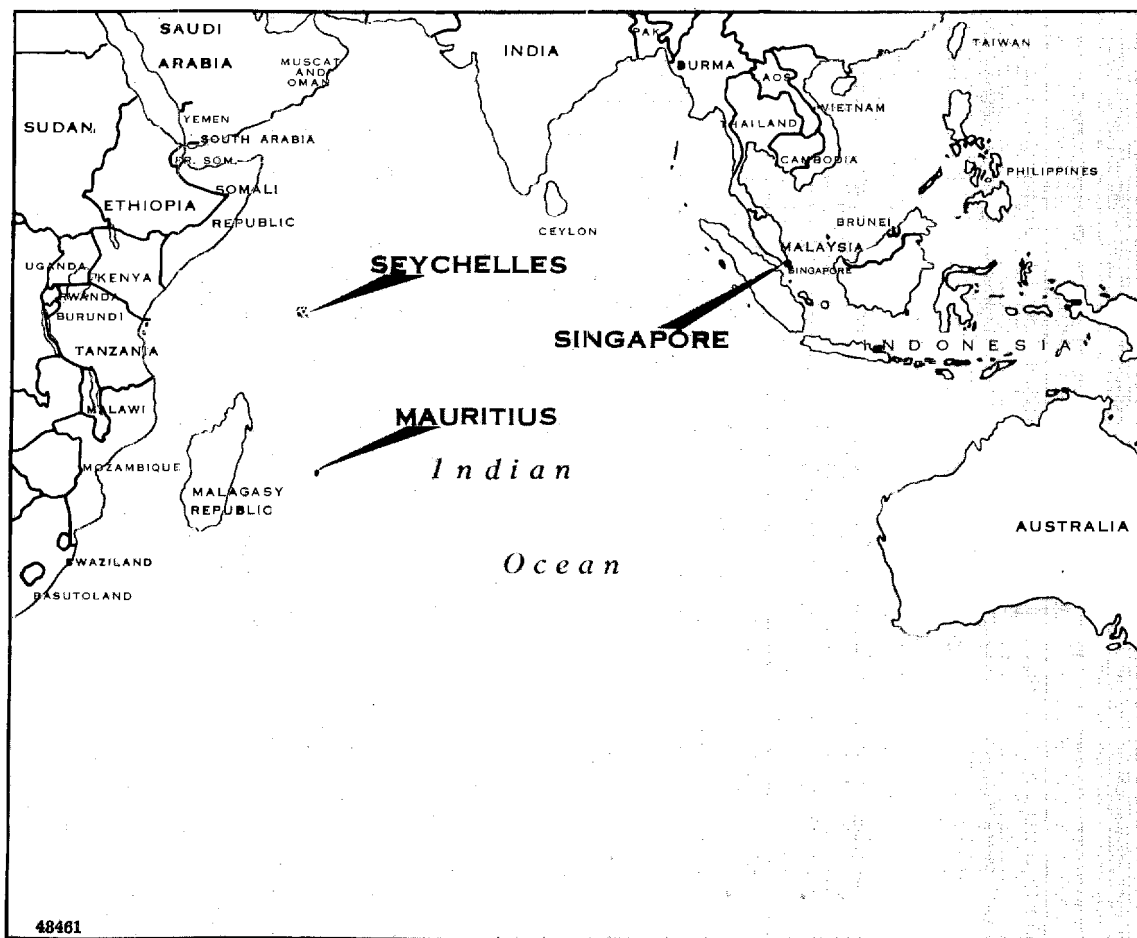 SAUDI
ARABIA
MUSCAT
AND
OMAN
INDIA
PAK.
BURMA
LAOS
TAIWAN
VIETNAM
THAILAND
CAMBODIA
PHILIPPINES
SUDAN
YEMEN
SOUTH ARABIA
FR. SOM.
SOMALI
REPUBLIC
ETHIOPIA
CEYLON
BRUNEI
MALAYSIA
SINGAPORE
UGANDA
KENYA
RWANDA
BURUNDI
TANZANIA
SEYCHELLES
SINGAPORE
INDONESIA
MALAWI
MAURITIUS
MOZAMBIQUE
MALAGASY
REPUBLIC
Indian
Ocean
AUSTRALIA
SWAZILAND
BASUTOLAND
48461